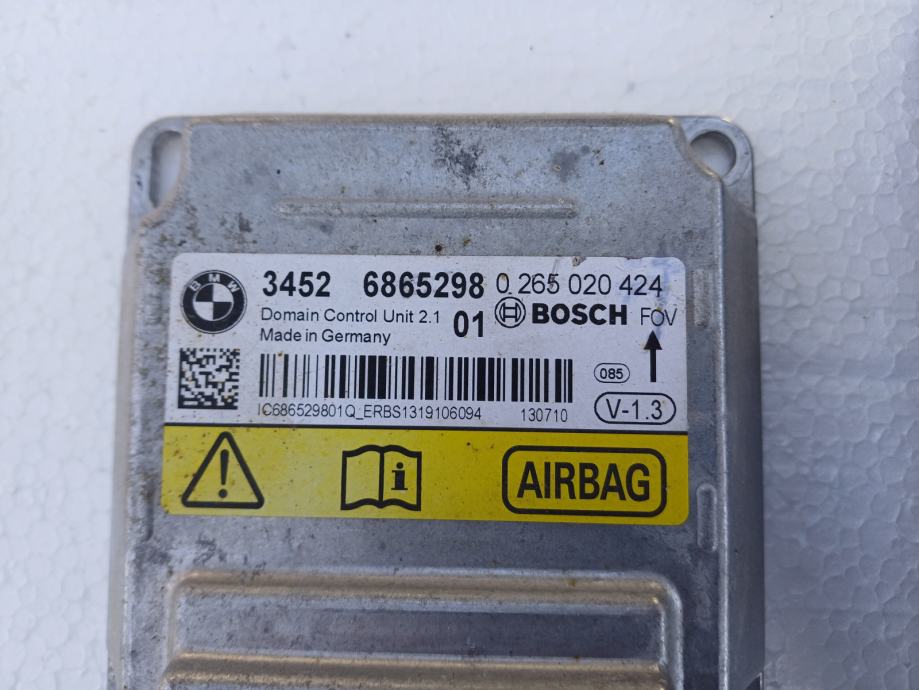 BMW
3452 6865298 0 265 020 424
Domain Control Unit 2.1 01 BOSCH FOV
Made in Germany
085
IC686529801Q_ERBS1319106094 130710 V-1.3
AIRBAG